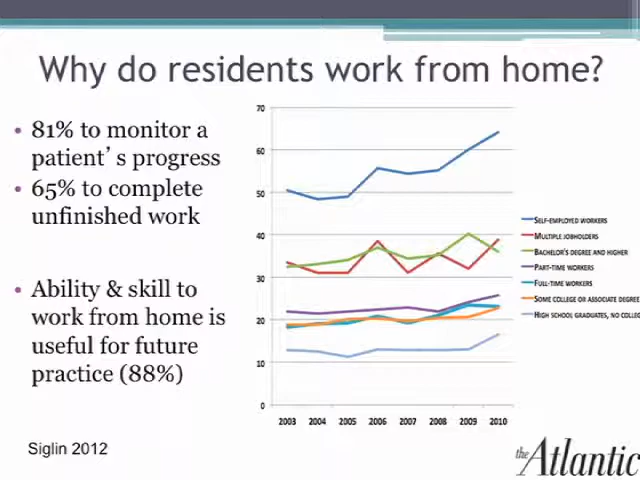 Why do residents work from home?
• 81% to monitor a
patient's progress
• 65% to complete
unfinished work
• Ability & skill to
work from home is
useful for future
practice (88%)
70
60
50
40
30
20
10
0
2003 2004 2005 2006 2007 2008 2009 2010
SELF-EMPLOYED WORKERS
MULTIPLE JOBHOLDERS
BACHELOR'S DEGREE AND HIGHER
PART-TIME WORKERS
FULL-TIME WORKERS
SOME COLLEGE OR ASSOCIATE DEGREE
HIGH SCHOOL GRADUATES, NO COLLEG
Siglin 2012
the Atlantic